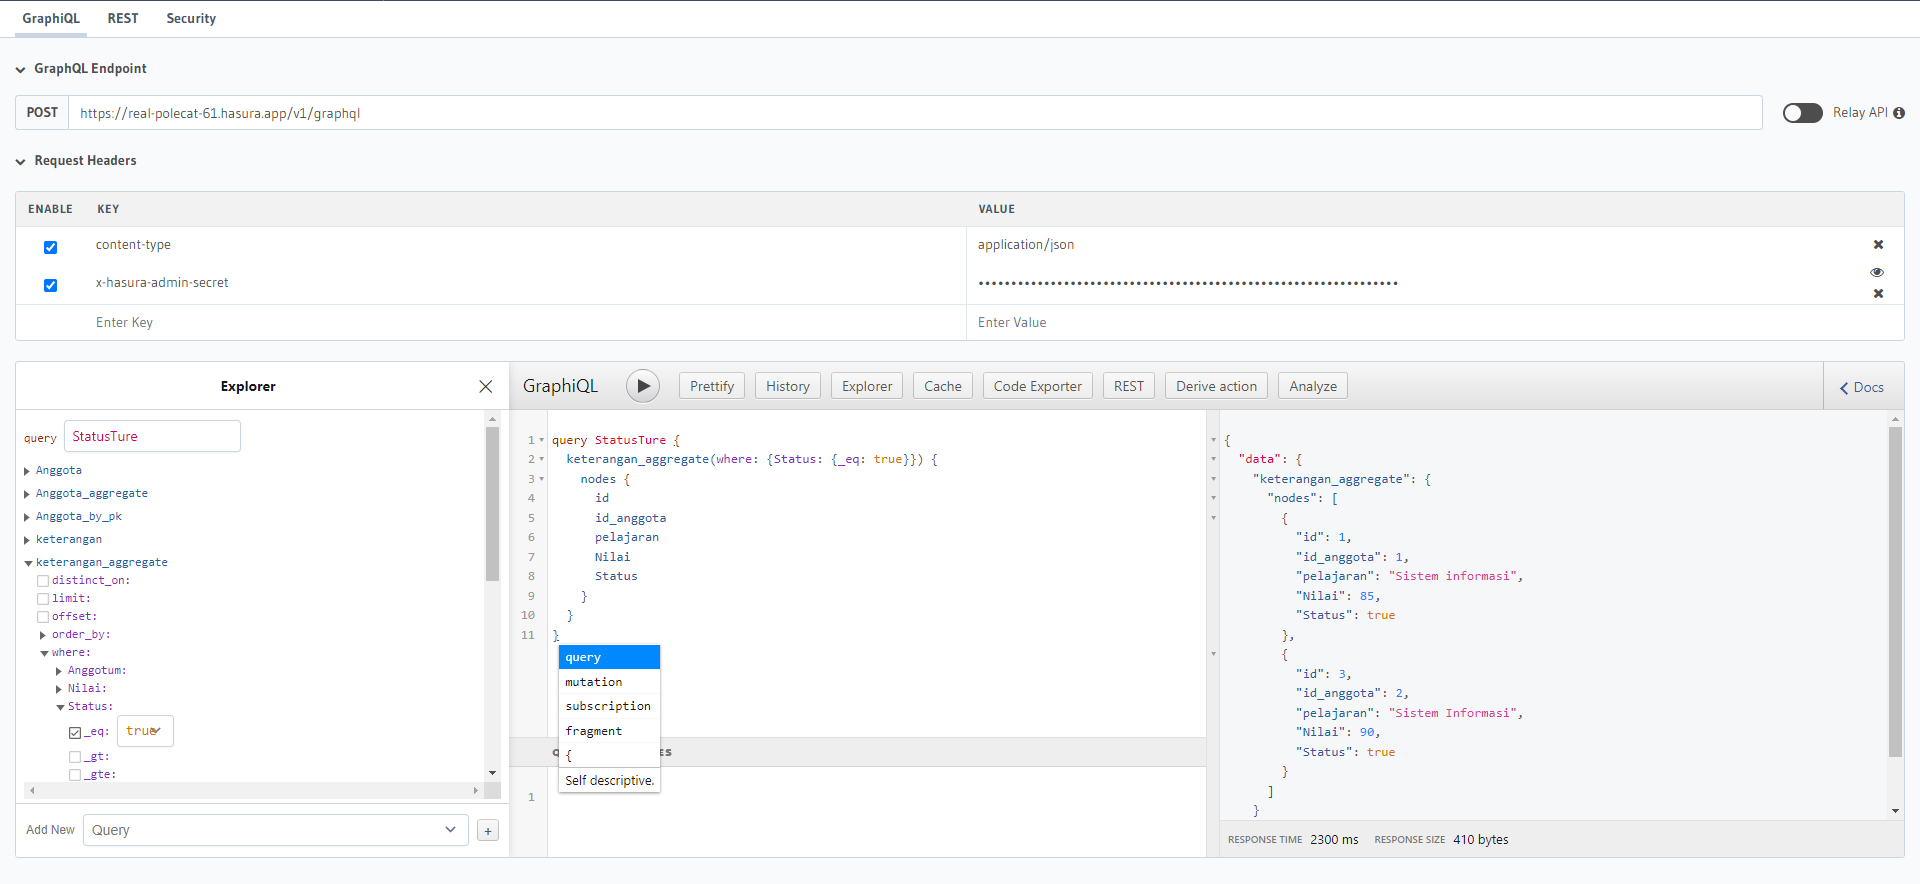 GraphiQL REST Security
GraphQL Endpoint
POST https://real-polecat-61.hasura.app/v1/graphql Relay API
Request Headers
ENABLE KEY VALUE
content-type application/json
x-hasura-admin-secret ••••••••••••••••••••••••••••••••••••••••••••••••••••••••••••••••
Enter Key Enter Value
Explorer
query StatusTure
Anggota
Anggota_aggregate
Anggota_by_pk
keterangan
keterangan_aggregate
distinct_on:
limit:
offset:
order_by:
where:
Anggotum:
Nilai:
Status:
_eq: true
_gt:
_gte:
Add New Query +
GraphiQL Prettify History Explorer Cache Code Exporter REST Derive action Analyze Docs
1 query StatusTure {
2 keterangan_aggregate(where: {Status: {_eq: true}}) {
3 nodes {
4 id
5 id_anggota
6 pelajaran
7 Nilai
8 Status
9 }
10 }
11 }
query
mutation
subscription
fragment
{
Self descriptive.
Q ES
1
{
"data": {
"keterangan_aggregate": {
"nodes": [
{
"id": 1,
"id_anggota": 1,
"pelajaran": "Sistem informasi",
"Nilai": 85,
"Status": true
},
{
"id": 3,
"id_anggota": 2,
"pelajaran": "Sistem Informasi",
"Nilai": 90,
"Status": true
}
]
}
RESPONSE TIME 2300 ms RESPONSE SIZE 410 bytes